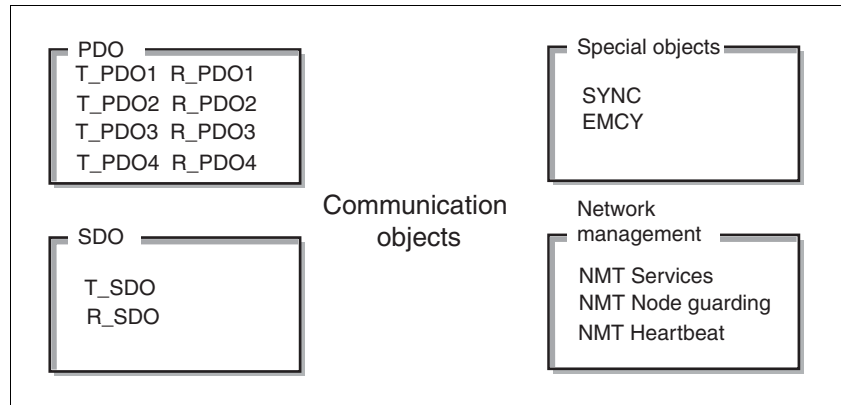 PDO
T_PDO1 R_PDO1
T_PDO2 R_PDO2
T_PDO3 R_PDO3
T_PDO4 R_PDO4
Special objects
SYNC
EMCY
Communication
objects
SDO
T_SDO
R_SDO
Network
management
NMT Services
NMT Node guarding
NMT Heartbeat